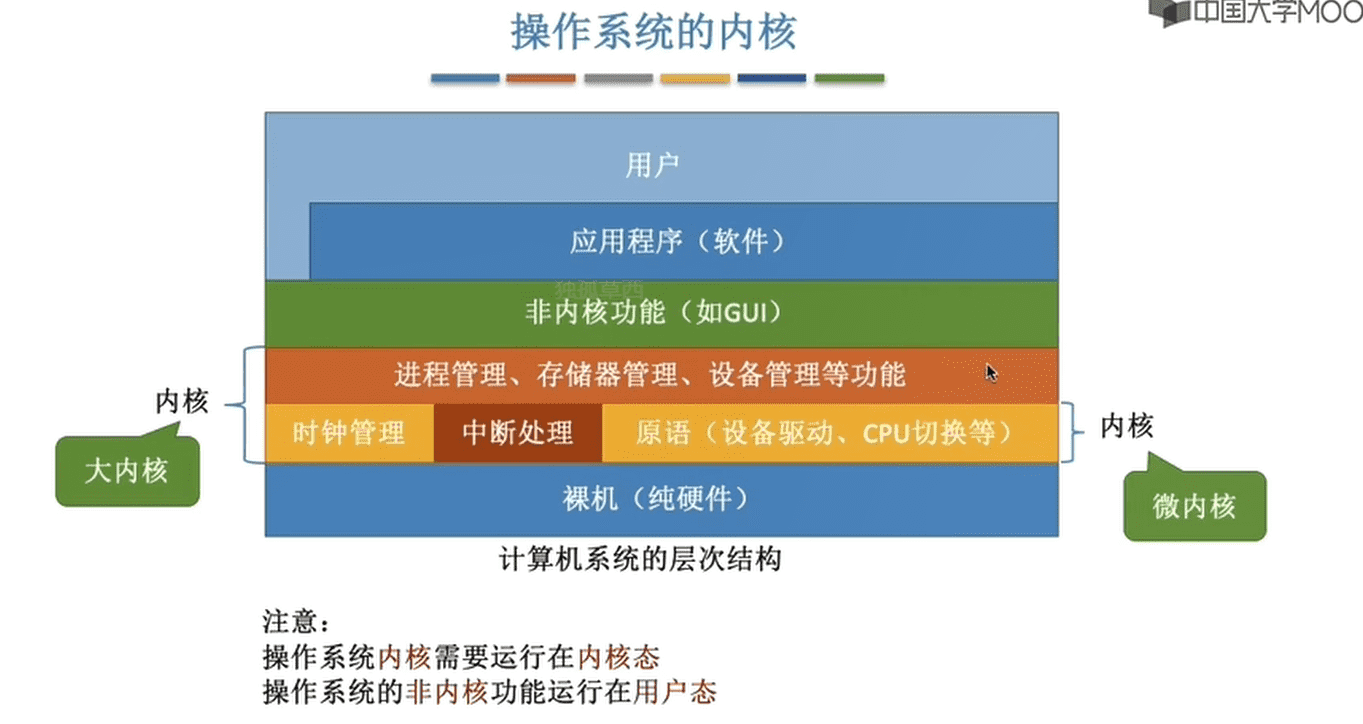 中国大学MOO
操作系统的内核
用户
应用程序（软件）
独孤草西
非内核功能（如GUI）
进程管理、存储器管理、设备管理等功能
内核
时钟管理
中断处理
原语（设备驱动、CPU切换等）
内核
大内核
裸机（纯硬件）
微内核
计算机系统的层次结构
注意：
操作系统内核需要运行在内核态
操作系统的非内核功能运行在用户态